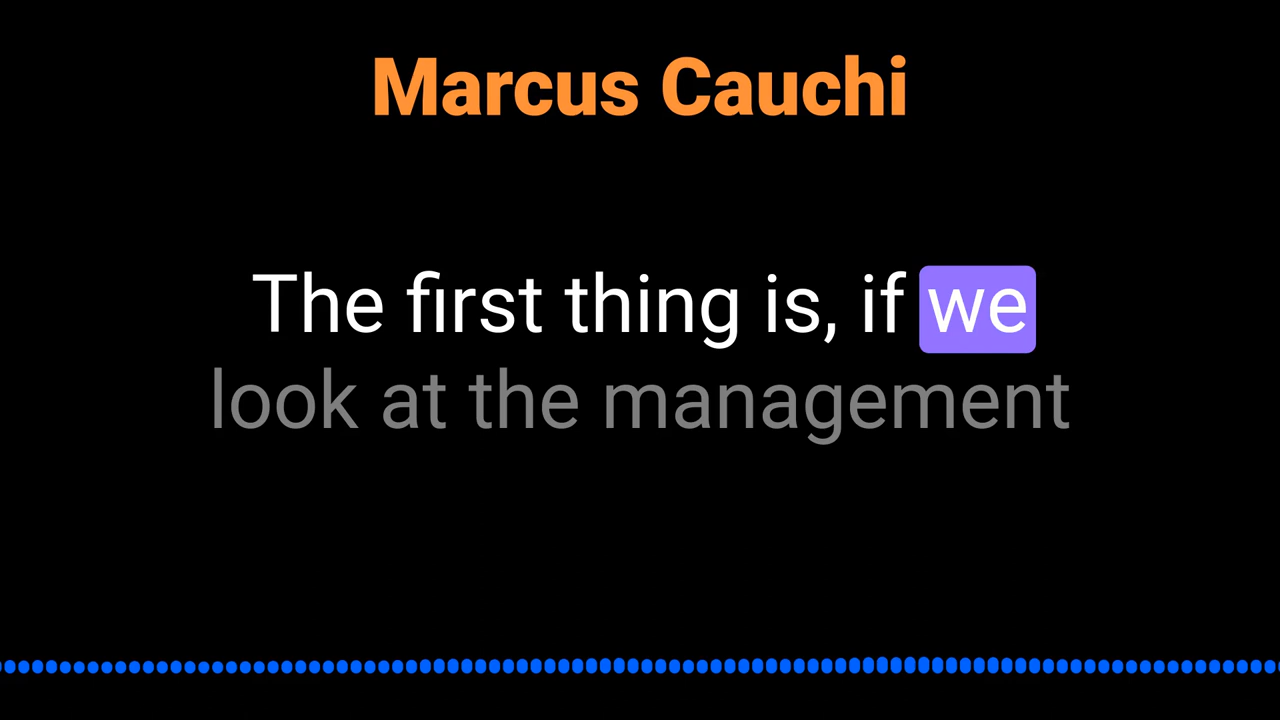 Marcus Cauchi
The first thing is, if we
look at the management